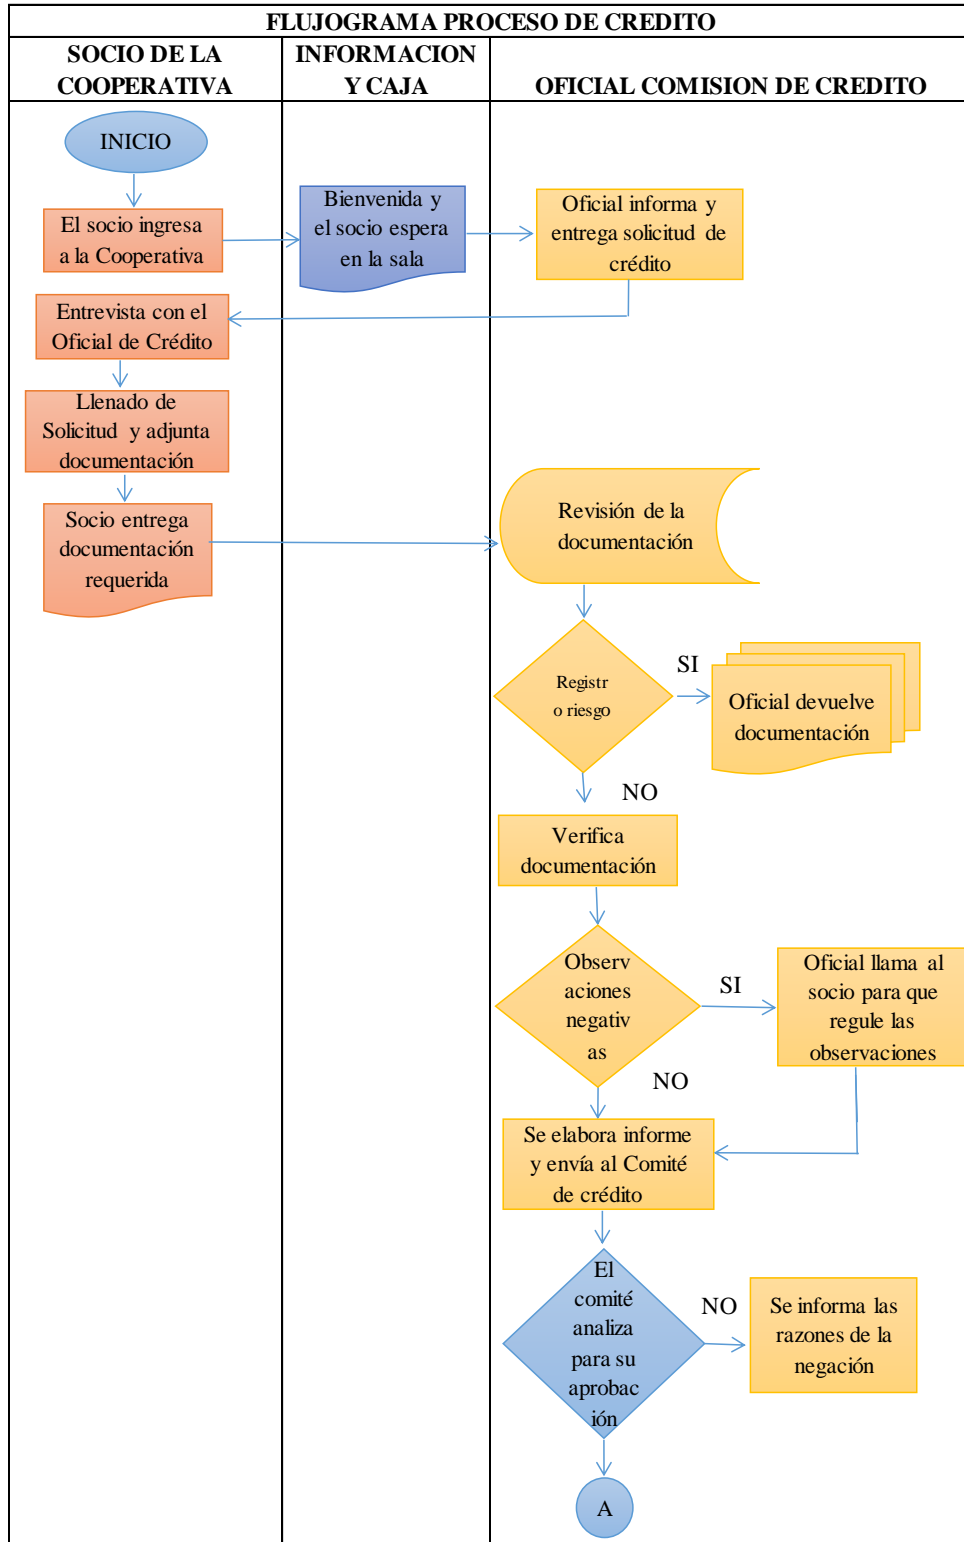 FLUJOGRAMA PROCESO DE CREDITO
SOCIO DE LA
COOPERATIVA
INFORMACION
Y CAJA
OFICIAL COMISION DE CREDITO
INICIO
El socio ingresa
a la Cooperativa
Bienvenida y
el socio espera
en la sala
Oficial informa y
entrega solicitud de
crédito
Entrevista con el
Oficial de Crédito
Llenado de
Solicitud y adjunta
documentación
Socio entrega
documentación
requerida
Revisión de la
documentación
Registr
o riesgo
SI
Oficial devuelve
documentación
NO
Verifica
documentación
Observ
aciones
negativ
as
SI
Oficial llama al
socio para que
regule las
observaciones
NO
Se elabora informe
y envía al Comité
de crédito
El
comité
analiza
para su
aprobac
ión
NO
Se informa las
razones de la
negación
A